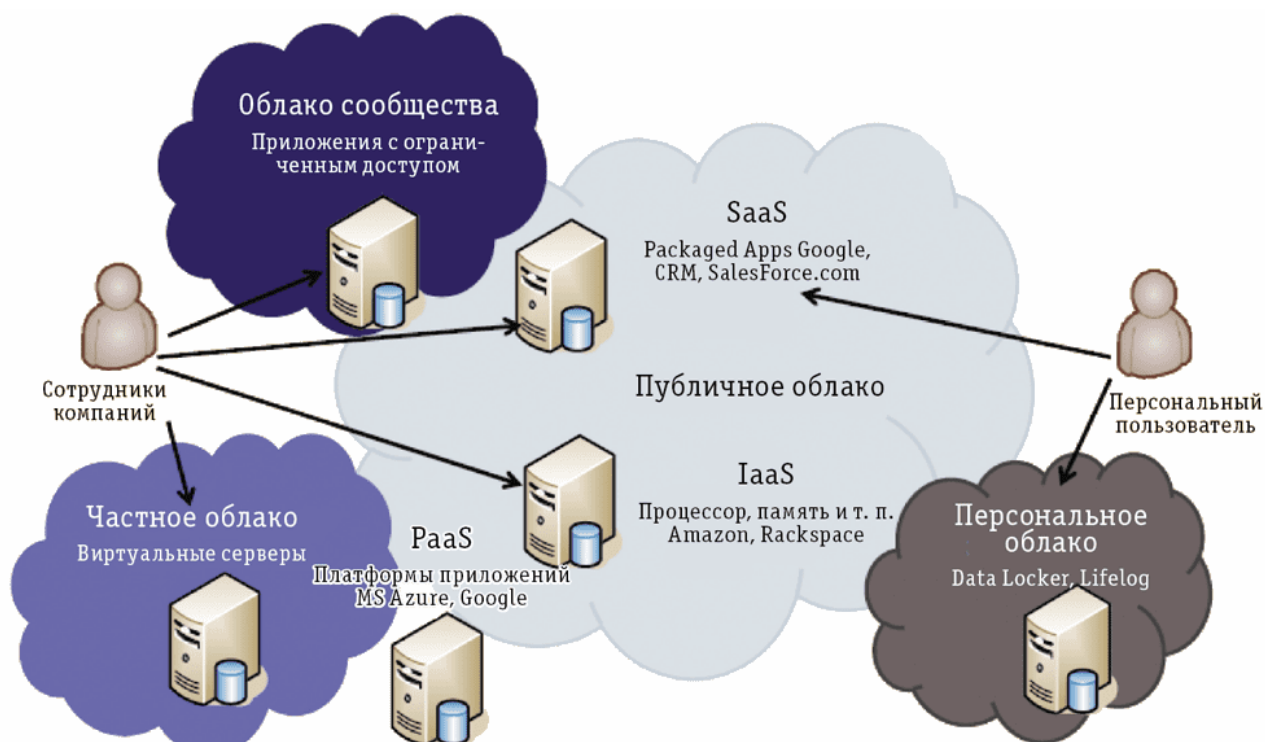 Облако сообщества
Приложения с ограни-
ченным доступом
SaaS
Packaged Apps Google,
CRM, SalesForce.com
Сотрудники
компаний
Публичное облако
Персональный
пользователь
Частное облако
Виртуальные серверы
PaaS
Платформы приложений
MS Azure, Google
IaaS
Процессор, память и т. п.
Amazon, Rackspace
Персональное
облако
Data Locker, Lifelog